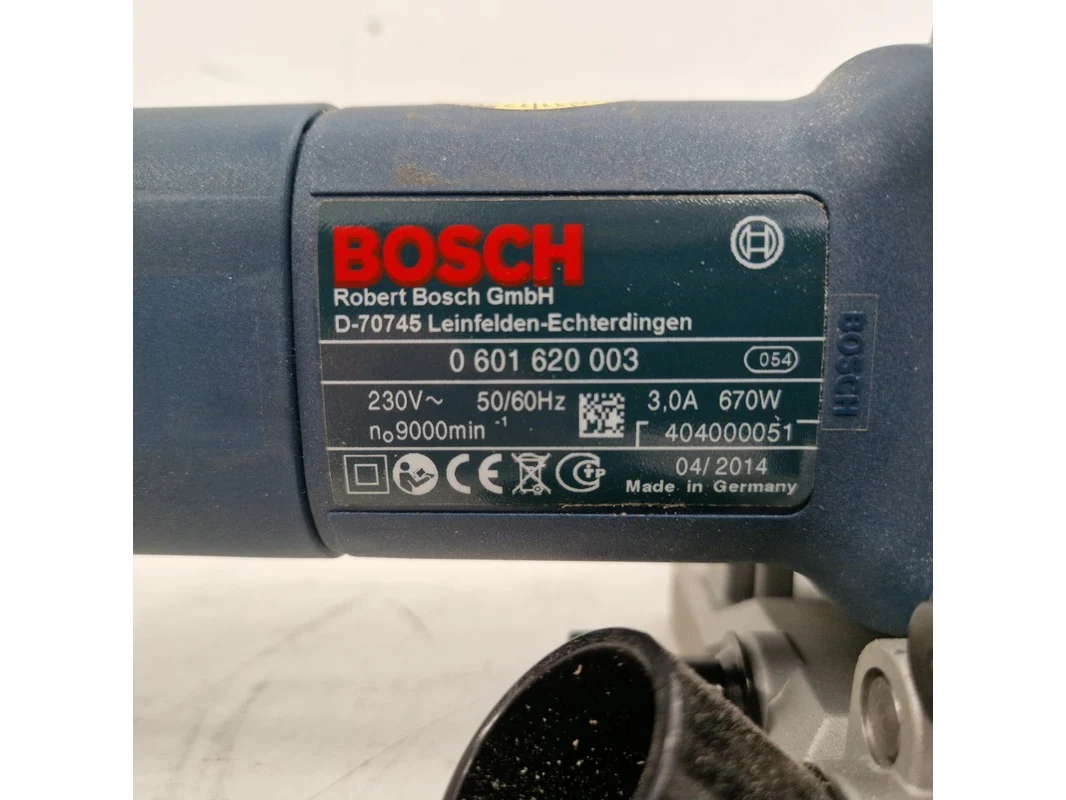 BOSCH
Robert Bosch GmbH
D-70745 Leinfelden-Echterdingen
0 601 620 003 054
230V~ 50/60Hz 3,0A 670W
n₀9000min⁻¹ 404000051
CE
04/2014
Made in Germany
BOSCH